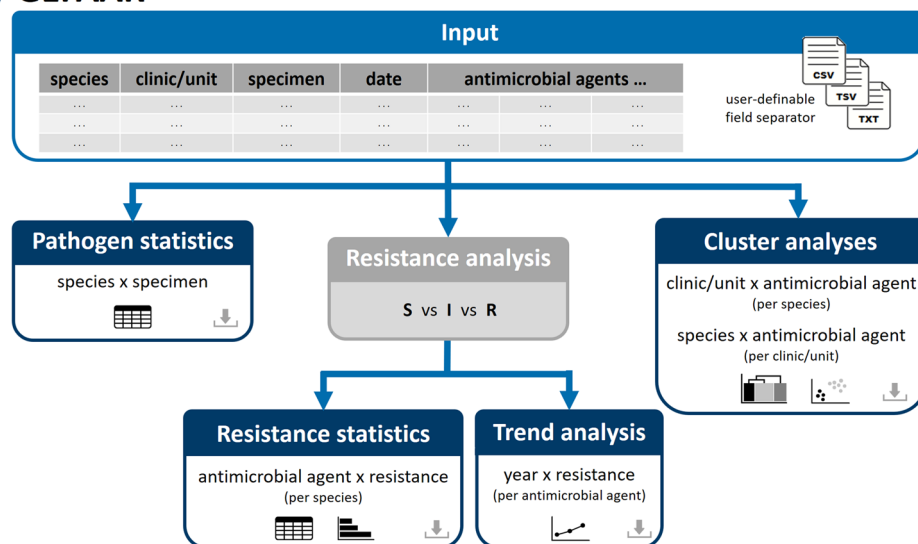 Input
species clinic/unit specimen date antimicrobial agents ...
... ... ... ... ... ... ...
... ... ... ... ... ... ...
... ... ... ... ... ... ...
user-definable
field separator
CSV
TSV
TXT
Pathogen statistics
species x specimen
Resistance analysis
S vs I vs R
Cluster analyses
clinic/unit x antimicrobial agent
(per species)
species x antimicrobial agent
(per clinic/unit)
Resistance statistics
antimicrobial agent x resistance
(per species)
Trend analysis
year x resistance
(per antimicrobial agent)